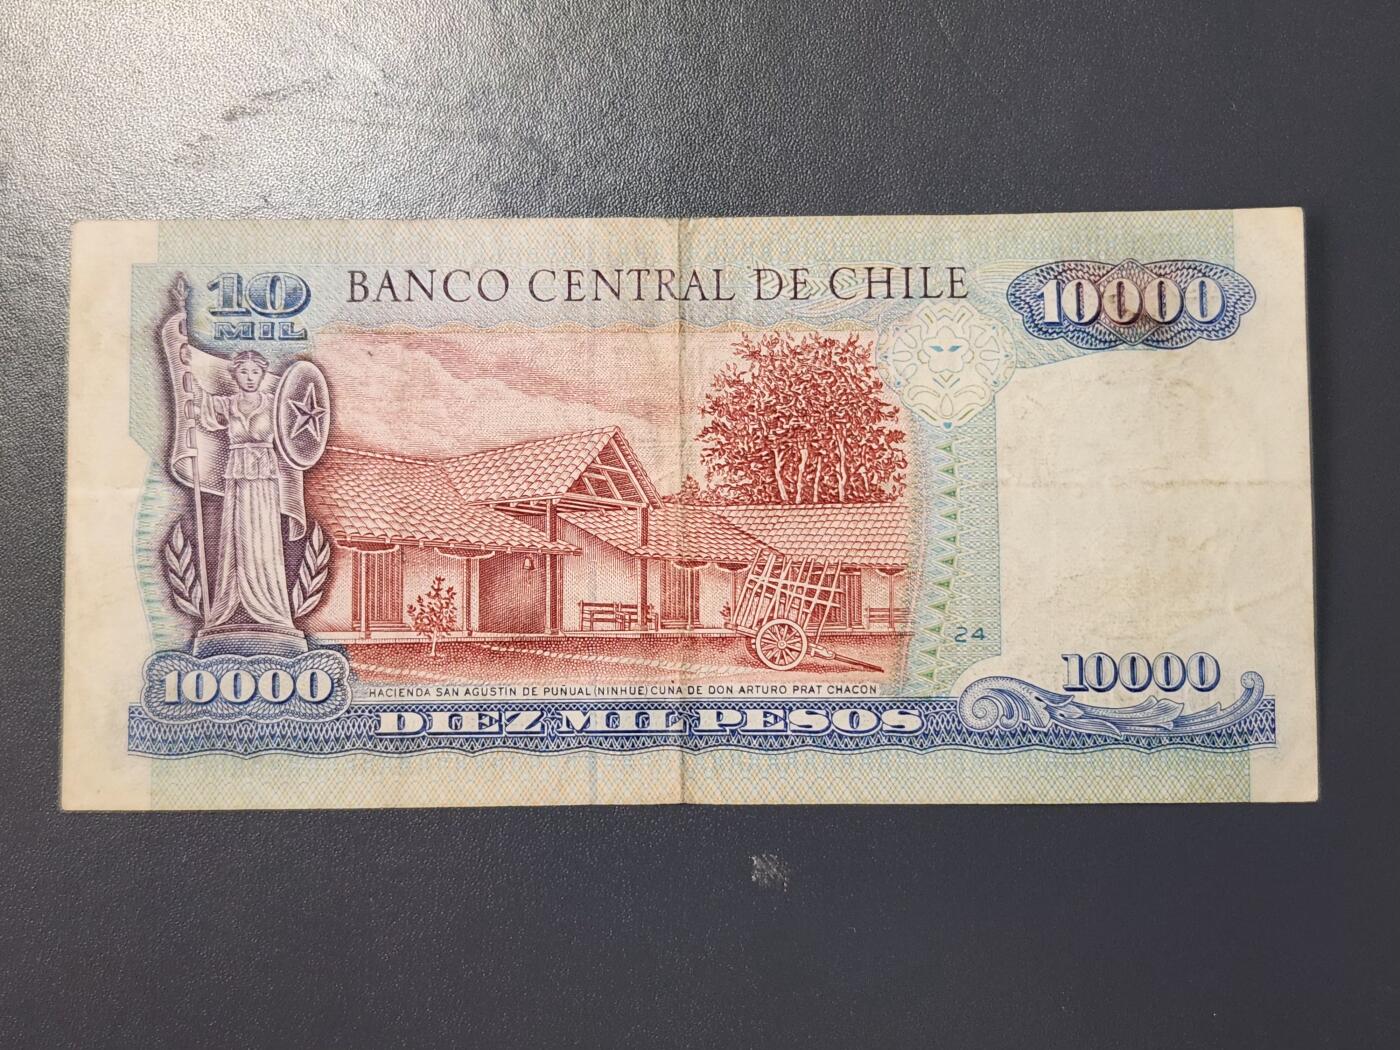 10
MIL
BANCO CENTRAL DE CHILE
10000
24
10000
10000
HACIENDA SAN AGUSTIN DE PUÑUAL (NINHUE) CUNA DE DON ARTURO PRAT CHACON
DIEZ MIL PESOS